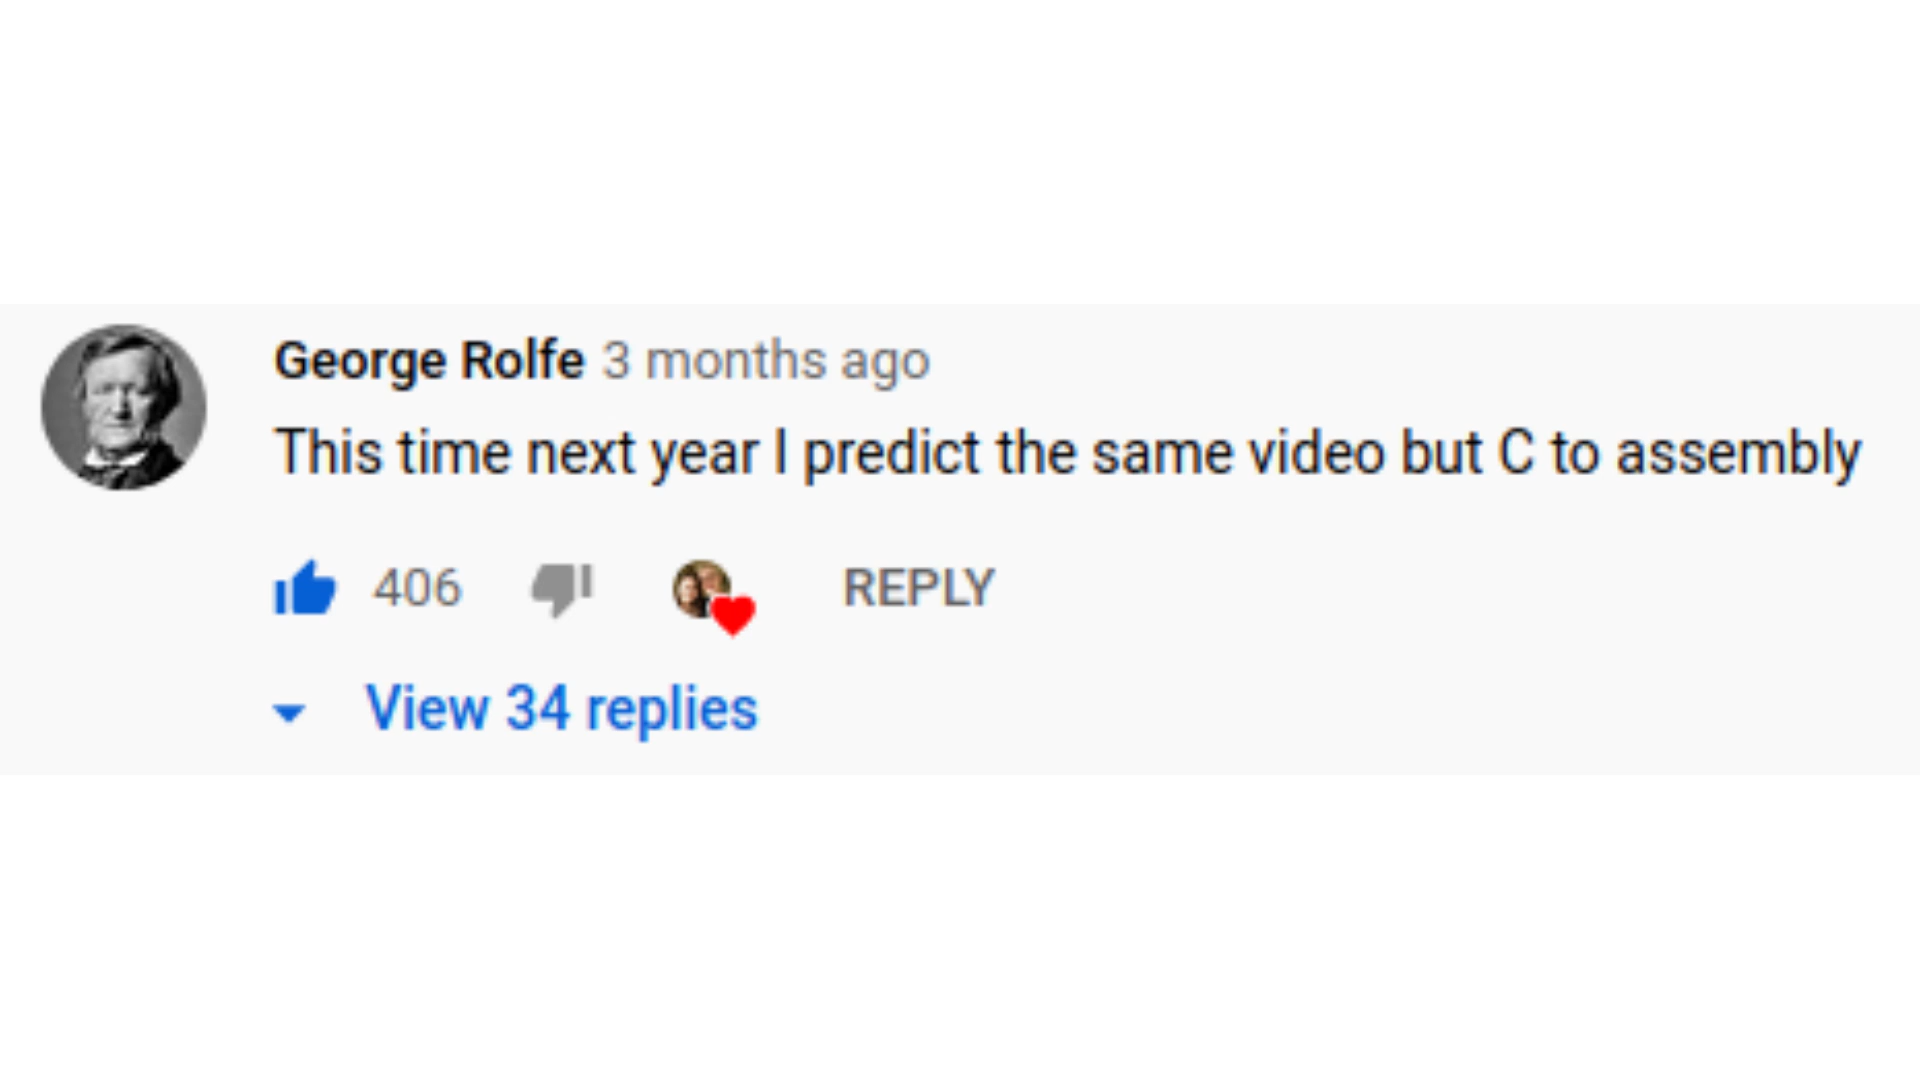 George Rolfe 3 months ago
This time next year I predict the same video but C to assembly
406 REPLY
View 34 replies